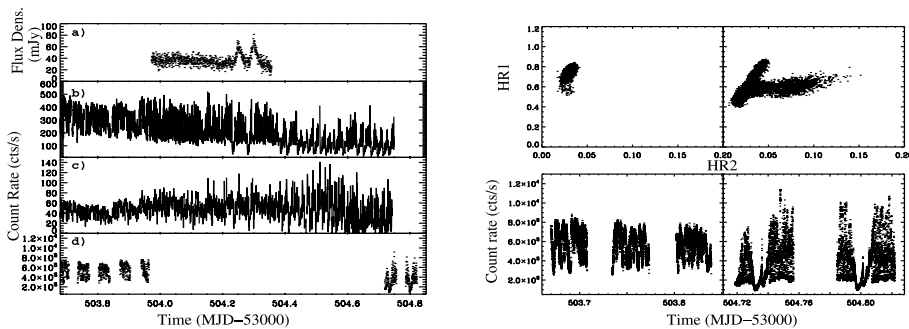 Flux Dens.
(mJy)
a)
100
80
60
40
20
0
Count Rate (cts/s)
b)
600
500
400
300
200
100
c)
140
120
100
80
60
40
20
0
d)
1.2×10⁴
1.0×10⁴
8.0×10³
6.0×10³
4.0×10³
2.0×10³
503.8 504.0 504.2 504.4 504.6 504.8
Time (MJD−53000)
HR1
1.2
1.0
0.8
0.6
0.4
0.2
0.0
0.00 0.05 0.10 0.15 0.20 0.05 0.10 0.15 0.20
HR2
Count rate (cts/s)
1.2×10⁴
1.0×10⁴
8.0×10³
6.0×10³
4.0×10³
2.0×10³
503.7 503.8 504.72 504.76 504.80
Time (MJD−53000)